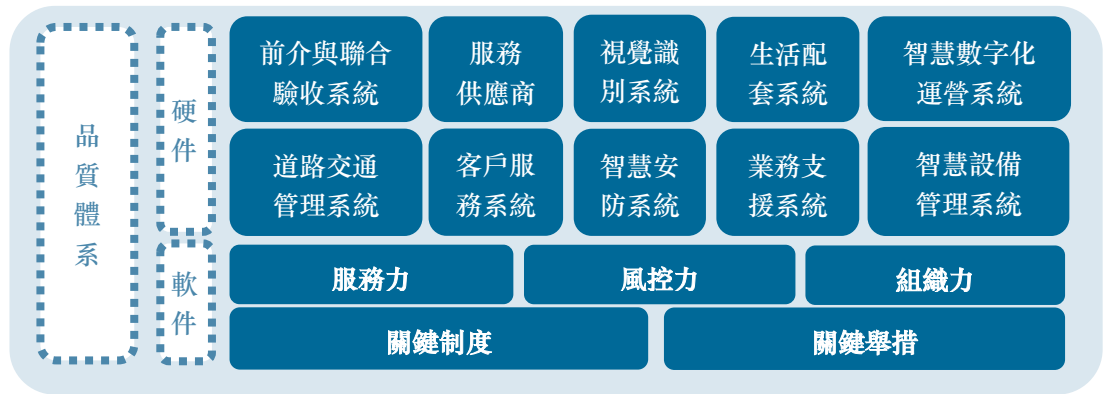 品質體系
硬件
前介與聯合
驗收系統
服務
供應商
視覺識
別系統
生活配
套系統
智慧數字化
運營系統
道路交通
管理系統
客戶服
務系統
智慧安
防系統
業務支
援系統
智慧設備
管理系統
軟件
服務力
風控力
組織力
關鍵制度
關鍵舉措